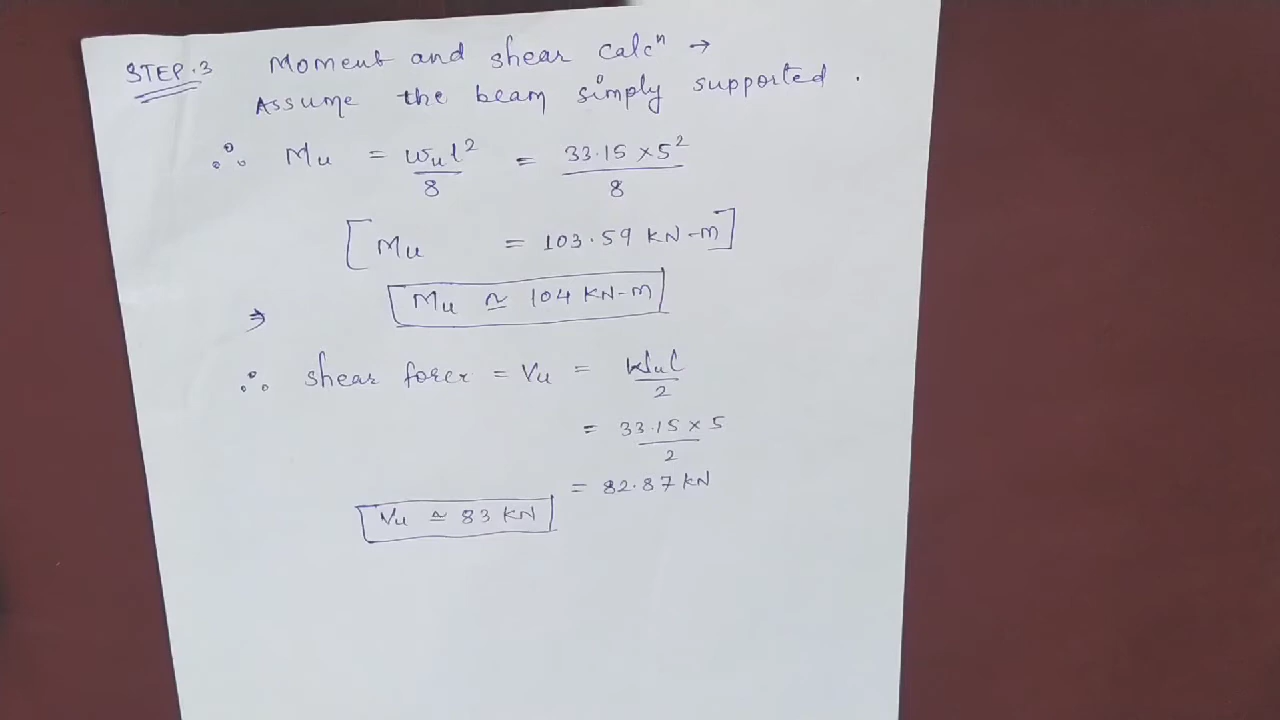 STEP.3 Moment and shear calcⁿ →
Assume the beam simply supported.
∴ Mu = wul²/8 = 33.15 × 5²/8
[Mu = 103.59 KN-m]
⇒ Mu ≃ 104 KN-m
∴ shear force = Vu = Wul/2
= 33.15 × 5/2
= 82.87 KN
Vu ≃ 83 KN